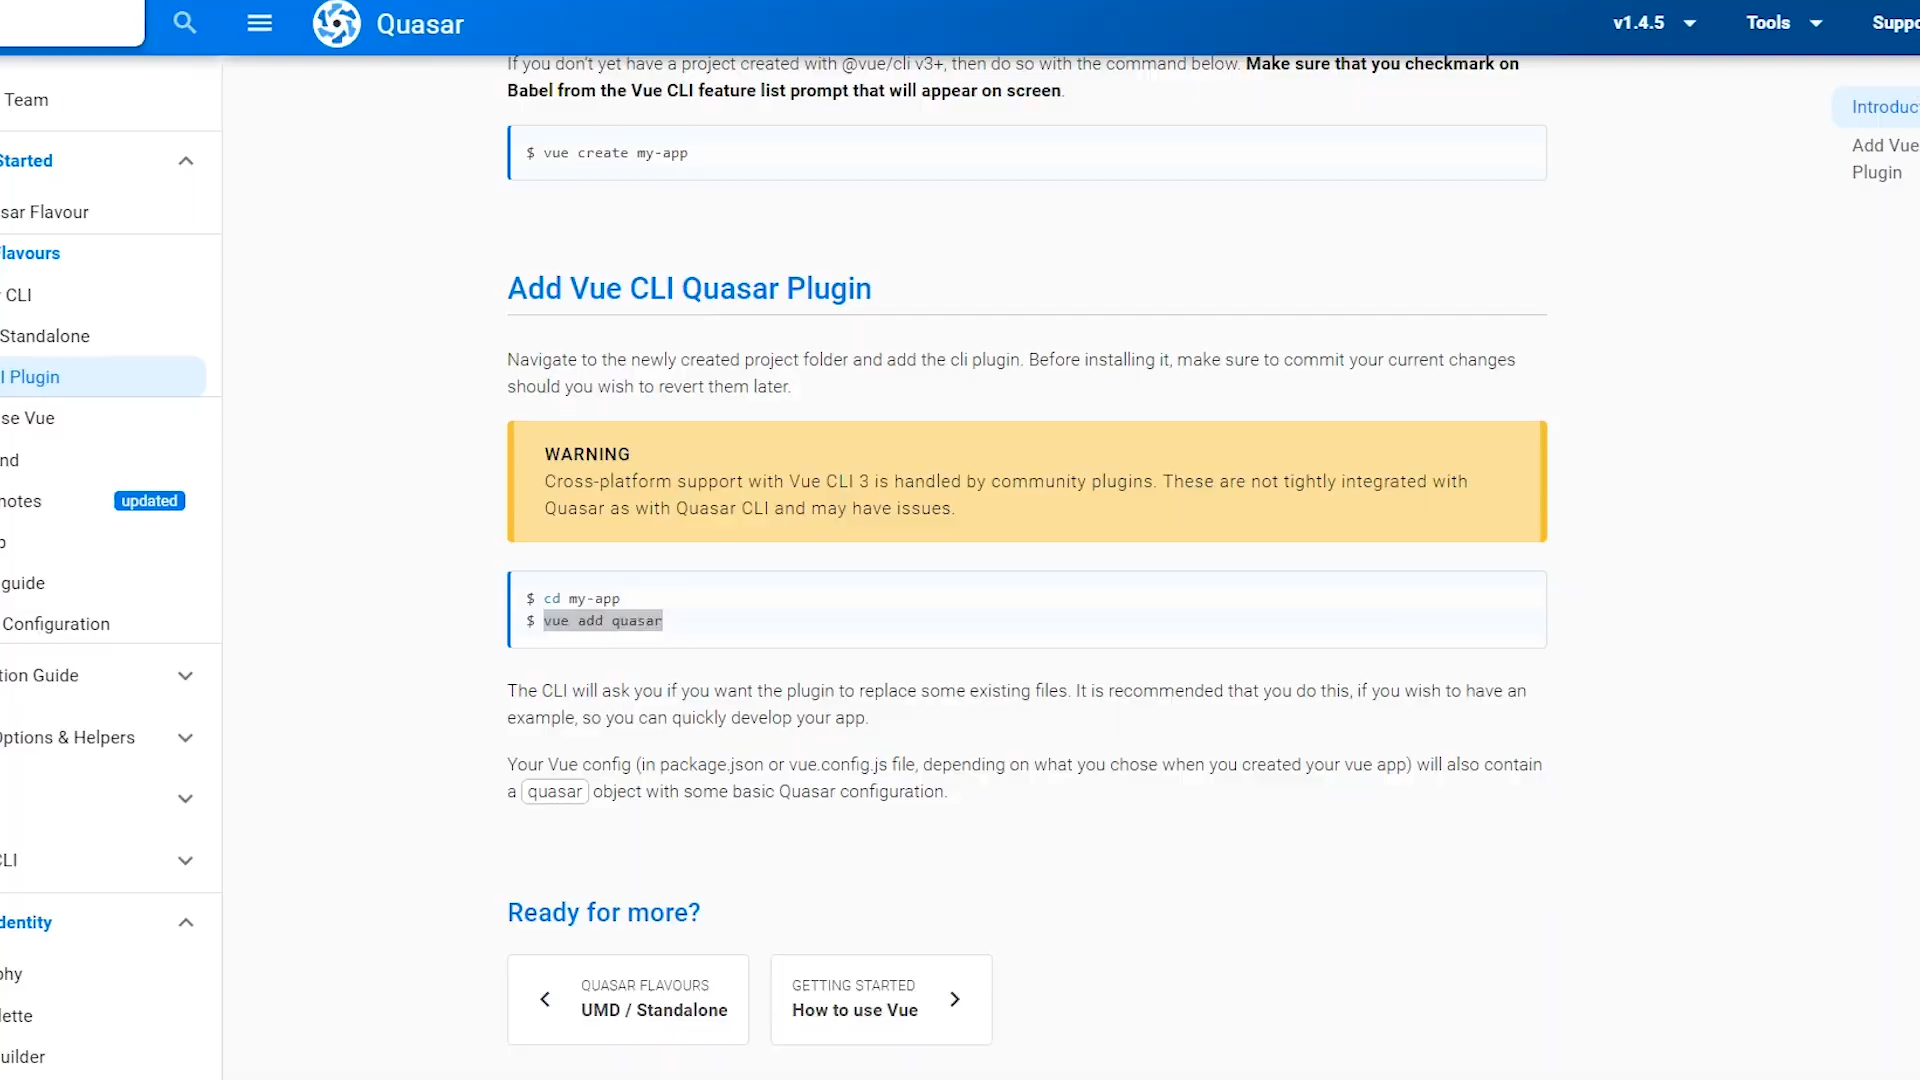 Quasar
v1.4.5
Tools
Suppo
Team
Started
sar Flavour
lavours
CLI
Standalone
I Plugin
se Vue
nd
notes
updated
p
guide
Configuration
tion Guide
Options & Helpers
CLI
dentity
phy
lette
uilder
If you don't yet have a project created with @vue/cli v3+, then do so with the command below. Make sure that you checkmark on
Babel from the Vue CLI feature list prompt that will appear on screen.
$ vue create my-app
Add Vue CLI Quasar Plugin
Navigate to the newly created project folder and add the cli plugin. Before installing it, make sure to commit your current changes
should you wish to revert them later.
WARNING
Cross-platform support with Vue CLI 3 is handled by community plugins. These are not tightly integrated with
Quasar as with Quasar CLI and may have issues.
$ cd my-app
$ vue add quasar
The CLI will ask you if you want the plugin to replace some existing files. It is recommended that you do this, if you wish to have an
example, so you can quickly develop your app.
Your Vue config (in package.json or vue.config.js file, depending on what you chose when you created your vue app) will also contain
a quasar object with some basic Quasar configuration.
Ready for more?
QUASAR FLAVOURS
UMD / Standalone
GETTING STARTED
How to use Vue
Introduc
Add Vue
Plugin